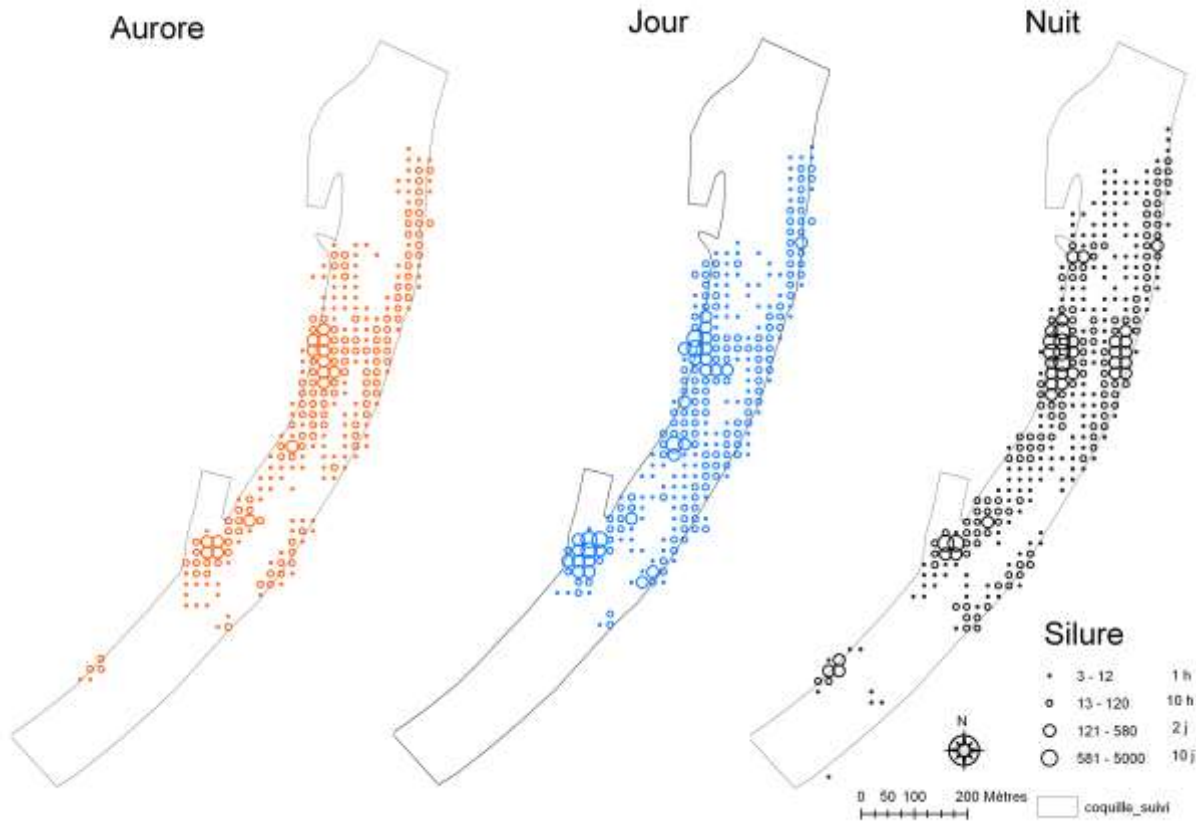 Aurore
Jour
Nuit
Silure
3 - 12 1 h
13 - 120 10 h
121 - 580 2 j
581 - 5000 10 j
N
0 50 100 200 Mètres
coquille_suivi